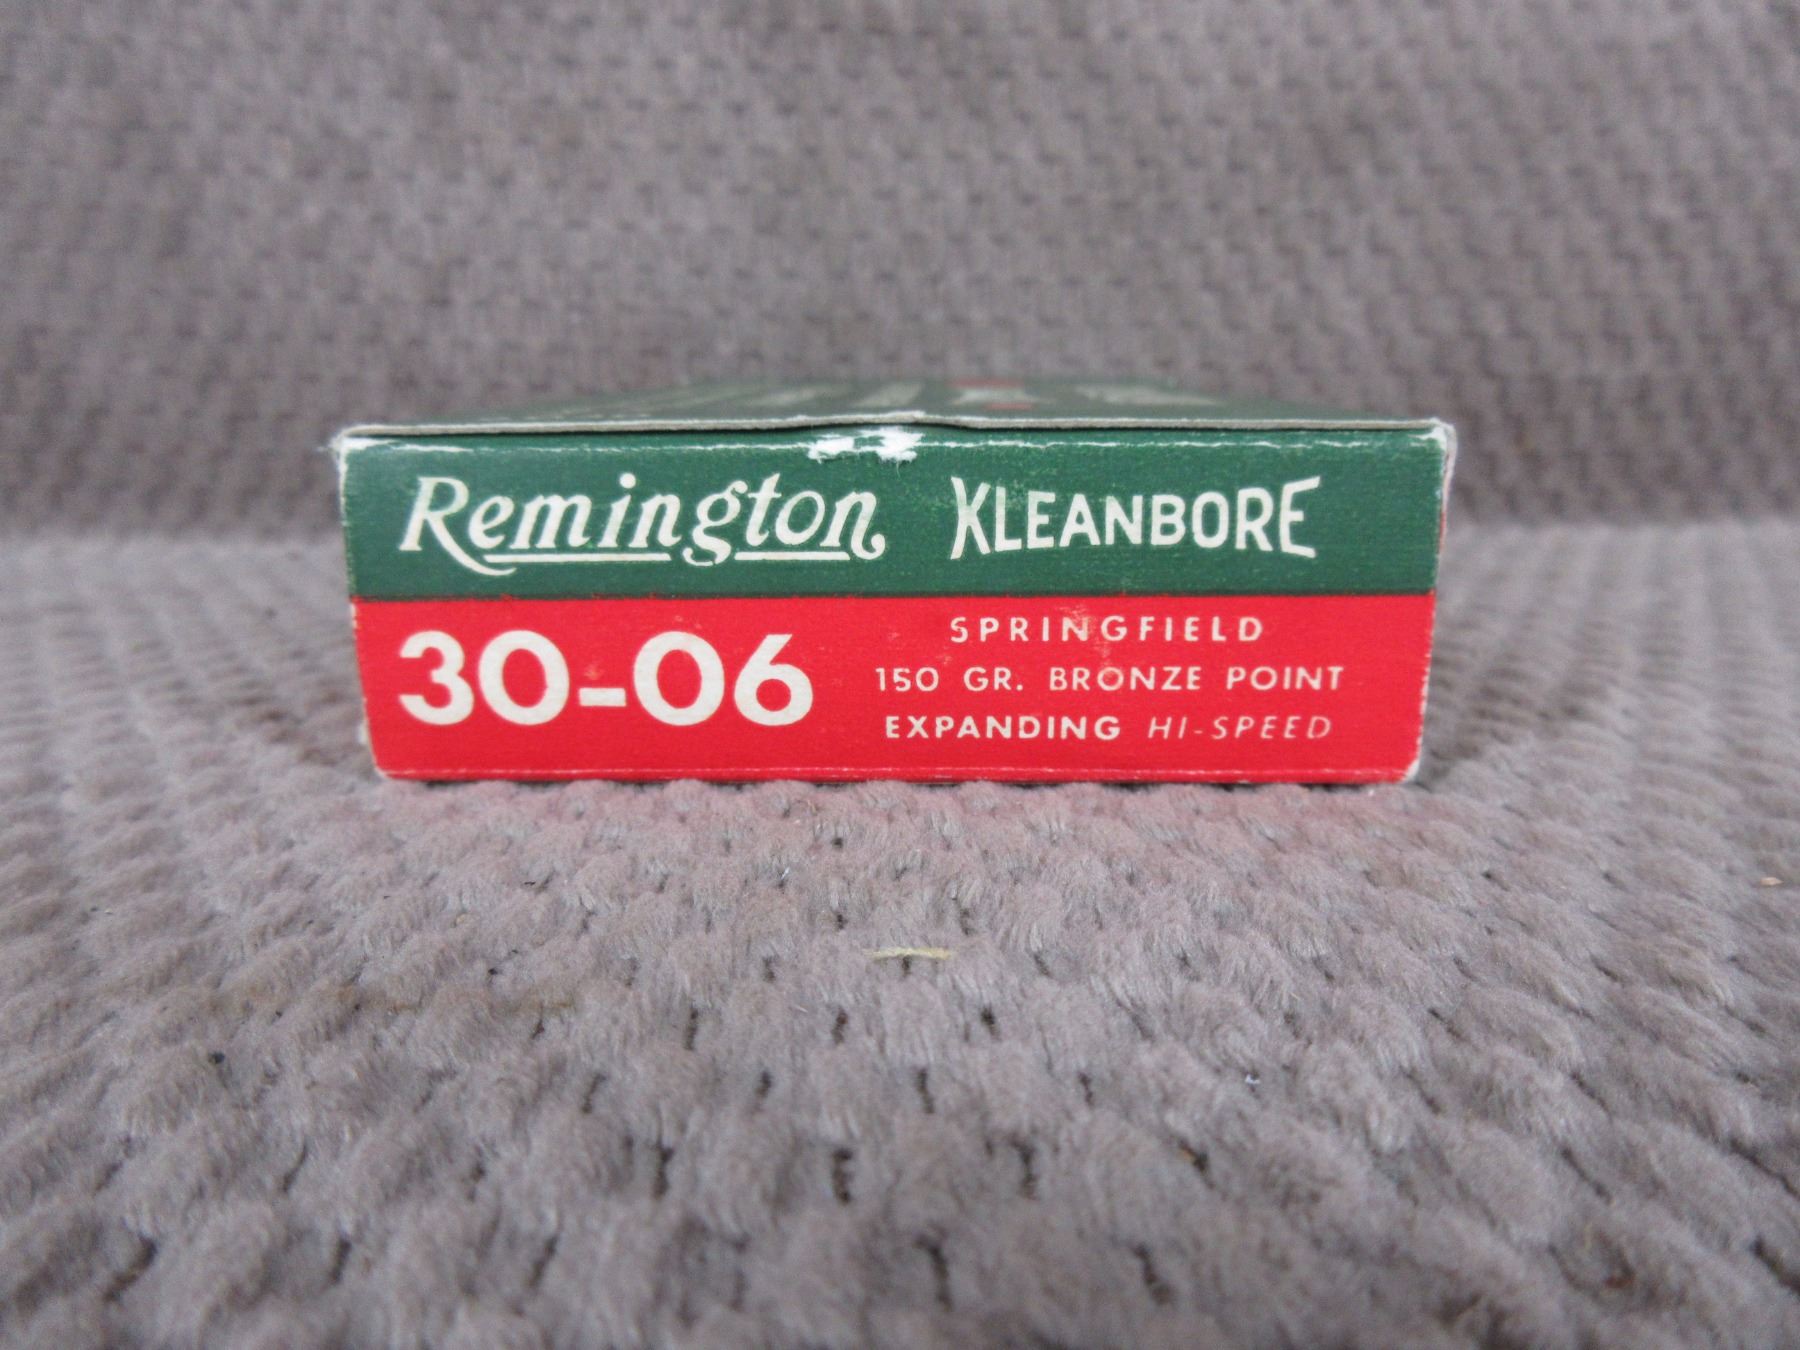 Remington KLEANBORE
30-06
SPRINGFIELD
150 GR. BRONZE POINT
EXPANDING HI-SPEED